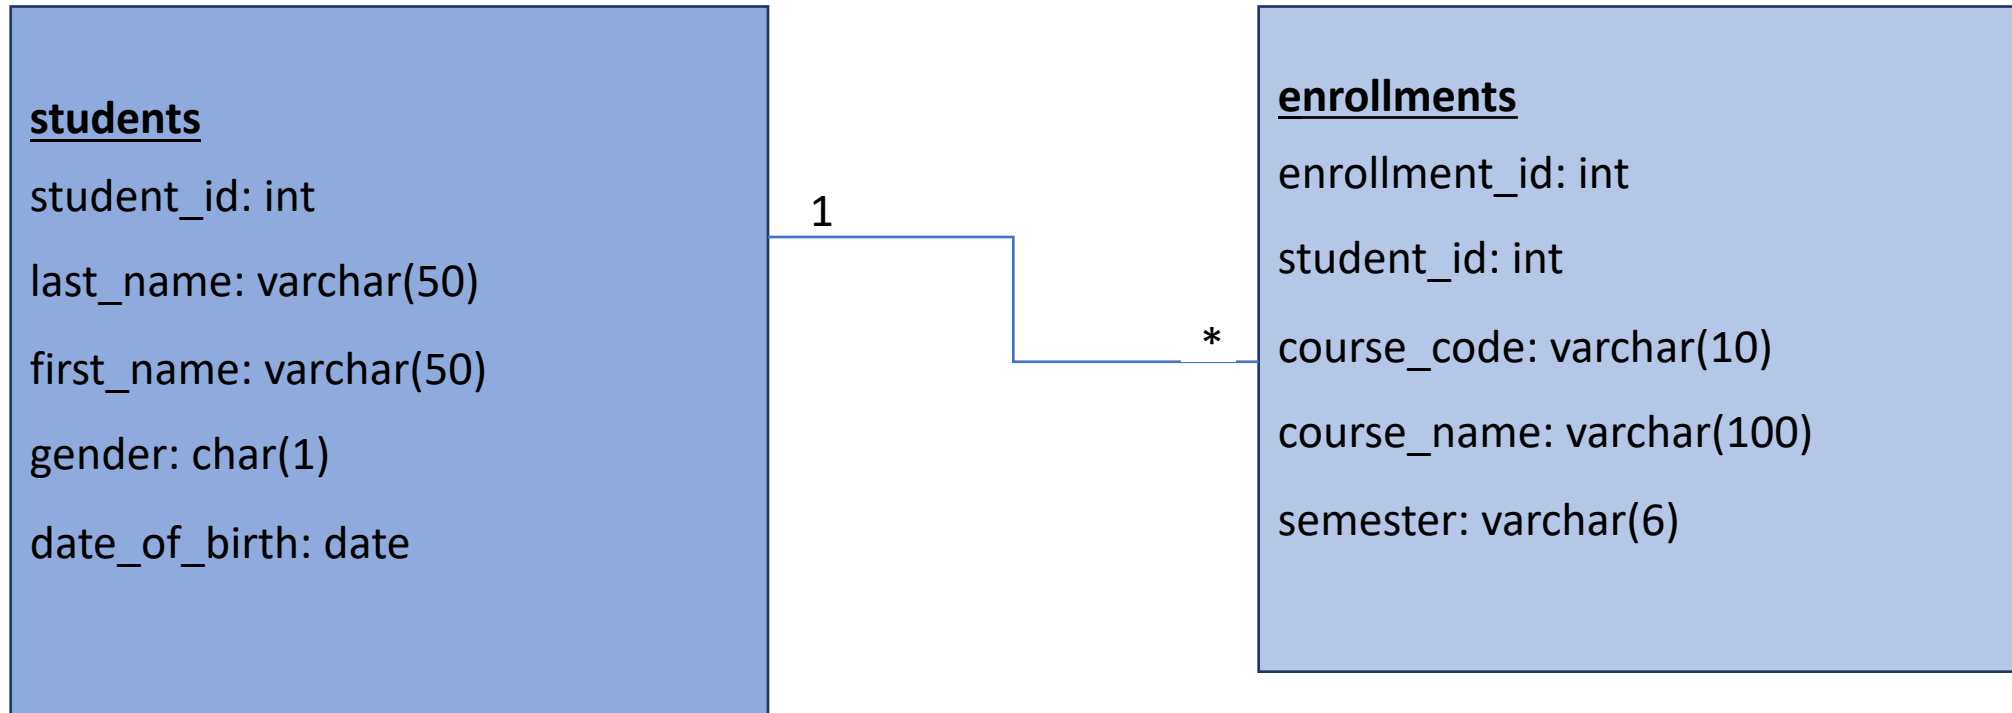 students
student_id: int
last_name: varchar(50)
first_name: varchar(50)
gender: char(1)
date_of_birth: date
1
*
enrollments
enrollment_id: int
student_id: int
course_code: varchar(10)
course_name: varchar(100)
semester: varchar(6)